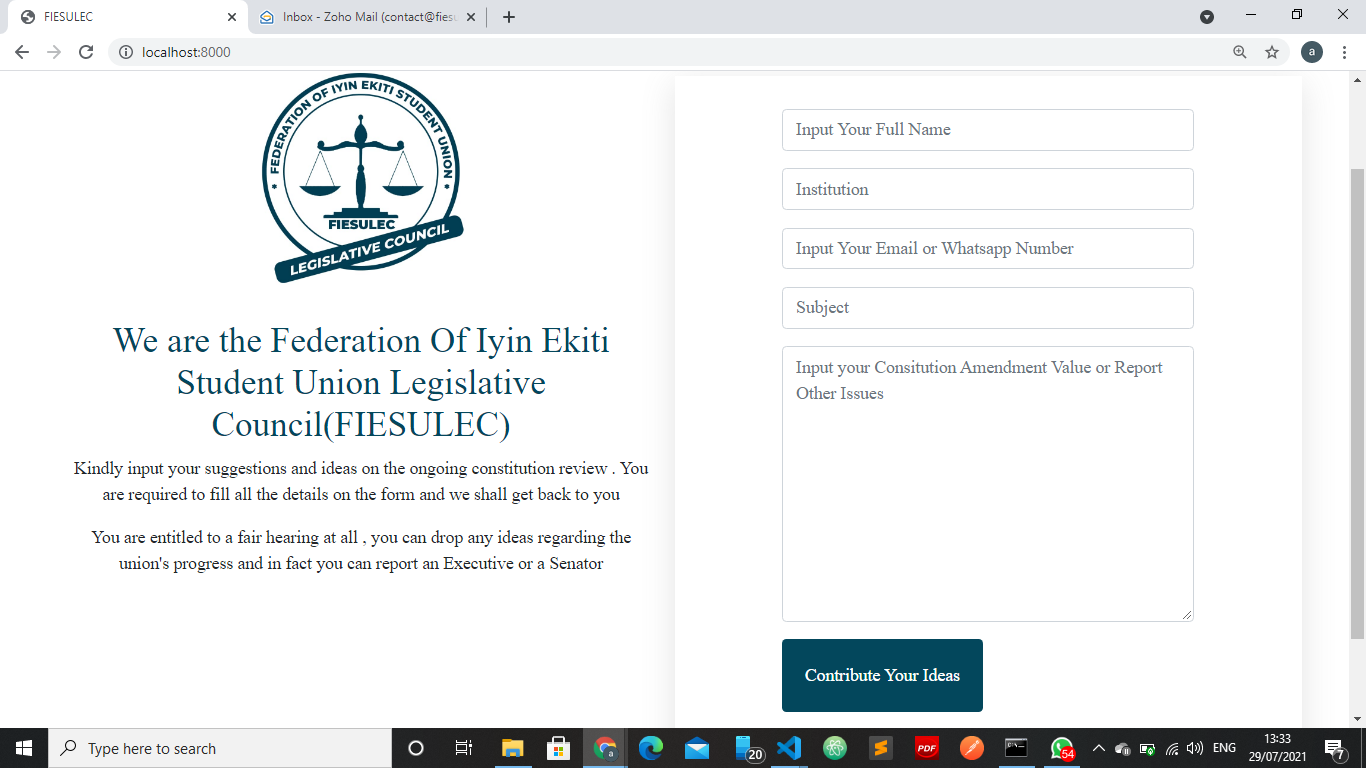 FIESULEC
Inbox - Zoho Mail (contact@fiesu
localhost:8000
a
FEDERATION OF IYIN EKITI STUDENT UNION
FIESULEC
LEGISLATIVE COUNCIL
We are the Federation Of Iyin Ekiti
Student Union Legislative
Council(FIESULEC)
Kindly input your suggestions and ideas on the ongoing constitution review . You
are required to fill all the details on the form and we shall get back to you
You are entitled to a fair hearing at all , you can drop any ideas regarding the
union's progress and in fact you can report an Executive or a Senator
Input Your Full Name
Institution
Input Your Email or Whatsapp Number
Subject
Input your Consitution Amendment Value or Report
Other Issues
Contribute Your Ideas
Type here to search
a
20
PDF
54
ENG
13:33
29/07/2021
7